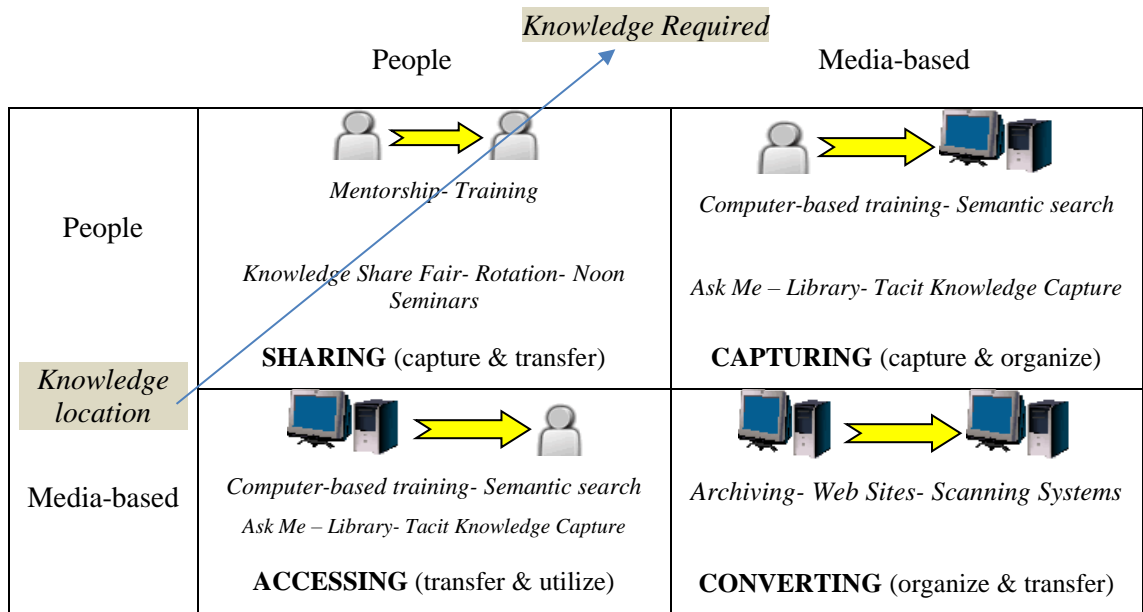 Knowledge Required
People
Media-based
People
Mentorship- Training
Knowledge Share Fair- Rotation- Noon
Seminars
SHARING (capture & transfer)
Computer-based training- Semantic search
Ask Me – Library- Tacit Knowledge Capture
CAPTURING (capture & organize)
Knowledge
location
Media-based
Computer-based training- Semantic search
Ask Me – Library- Tacit Knowledge Capture
ACCESSING (transfer & utilize)
Archiving- Web Sites- Scanning Systems
CONVERTING (organize & transfer)